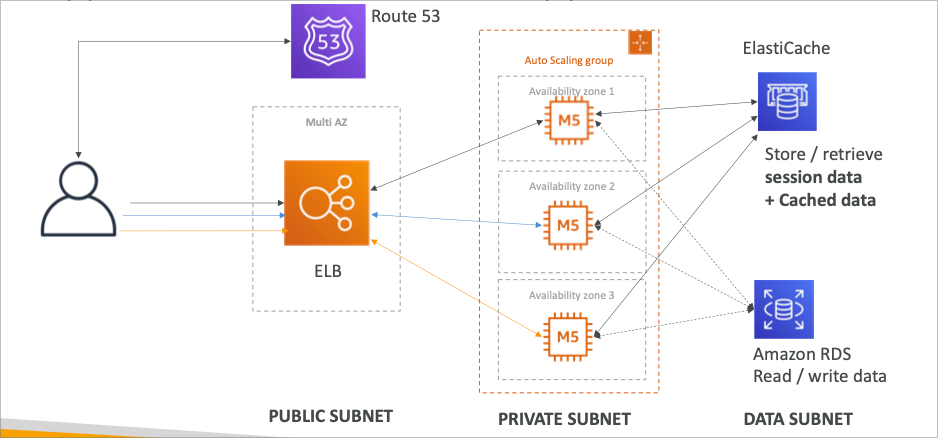 Route 53
53
ElastiCache
Auto Scaling group
Availability zone 1
M5
Multi AZ
Store / retrieve
session data
+ Cached data
Availability zone 2
M5
ELB
Availability zone 3
M5
Amazon RDS
Read / write data
PUBLIC SUBNET
PRIVATE SUBNET
DATA SUBNET